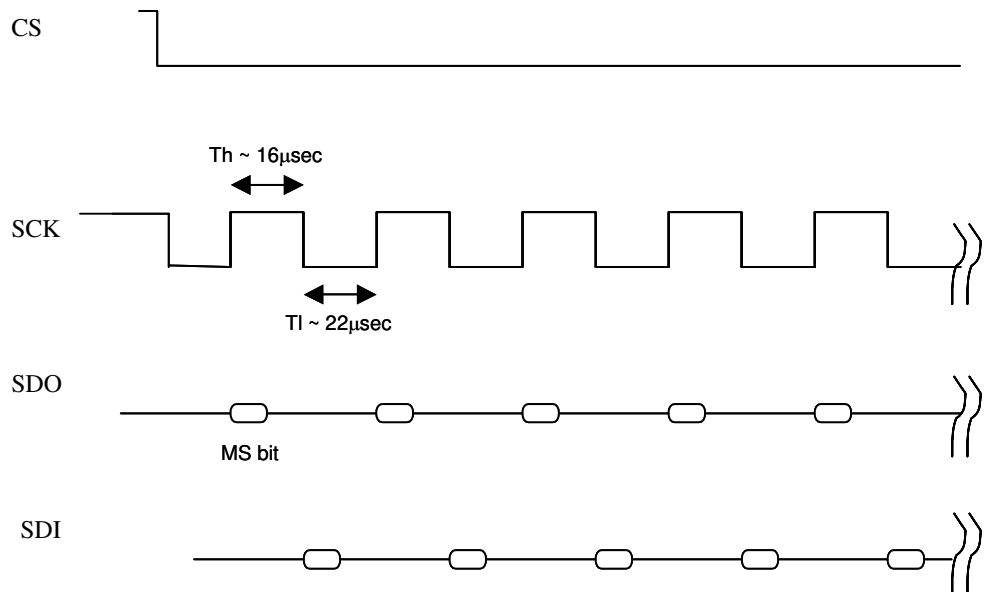 CS
Th ~ 16μsec
SCK
Tl ~ 22μsec
SDO
MS bit
SDI